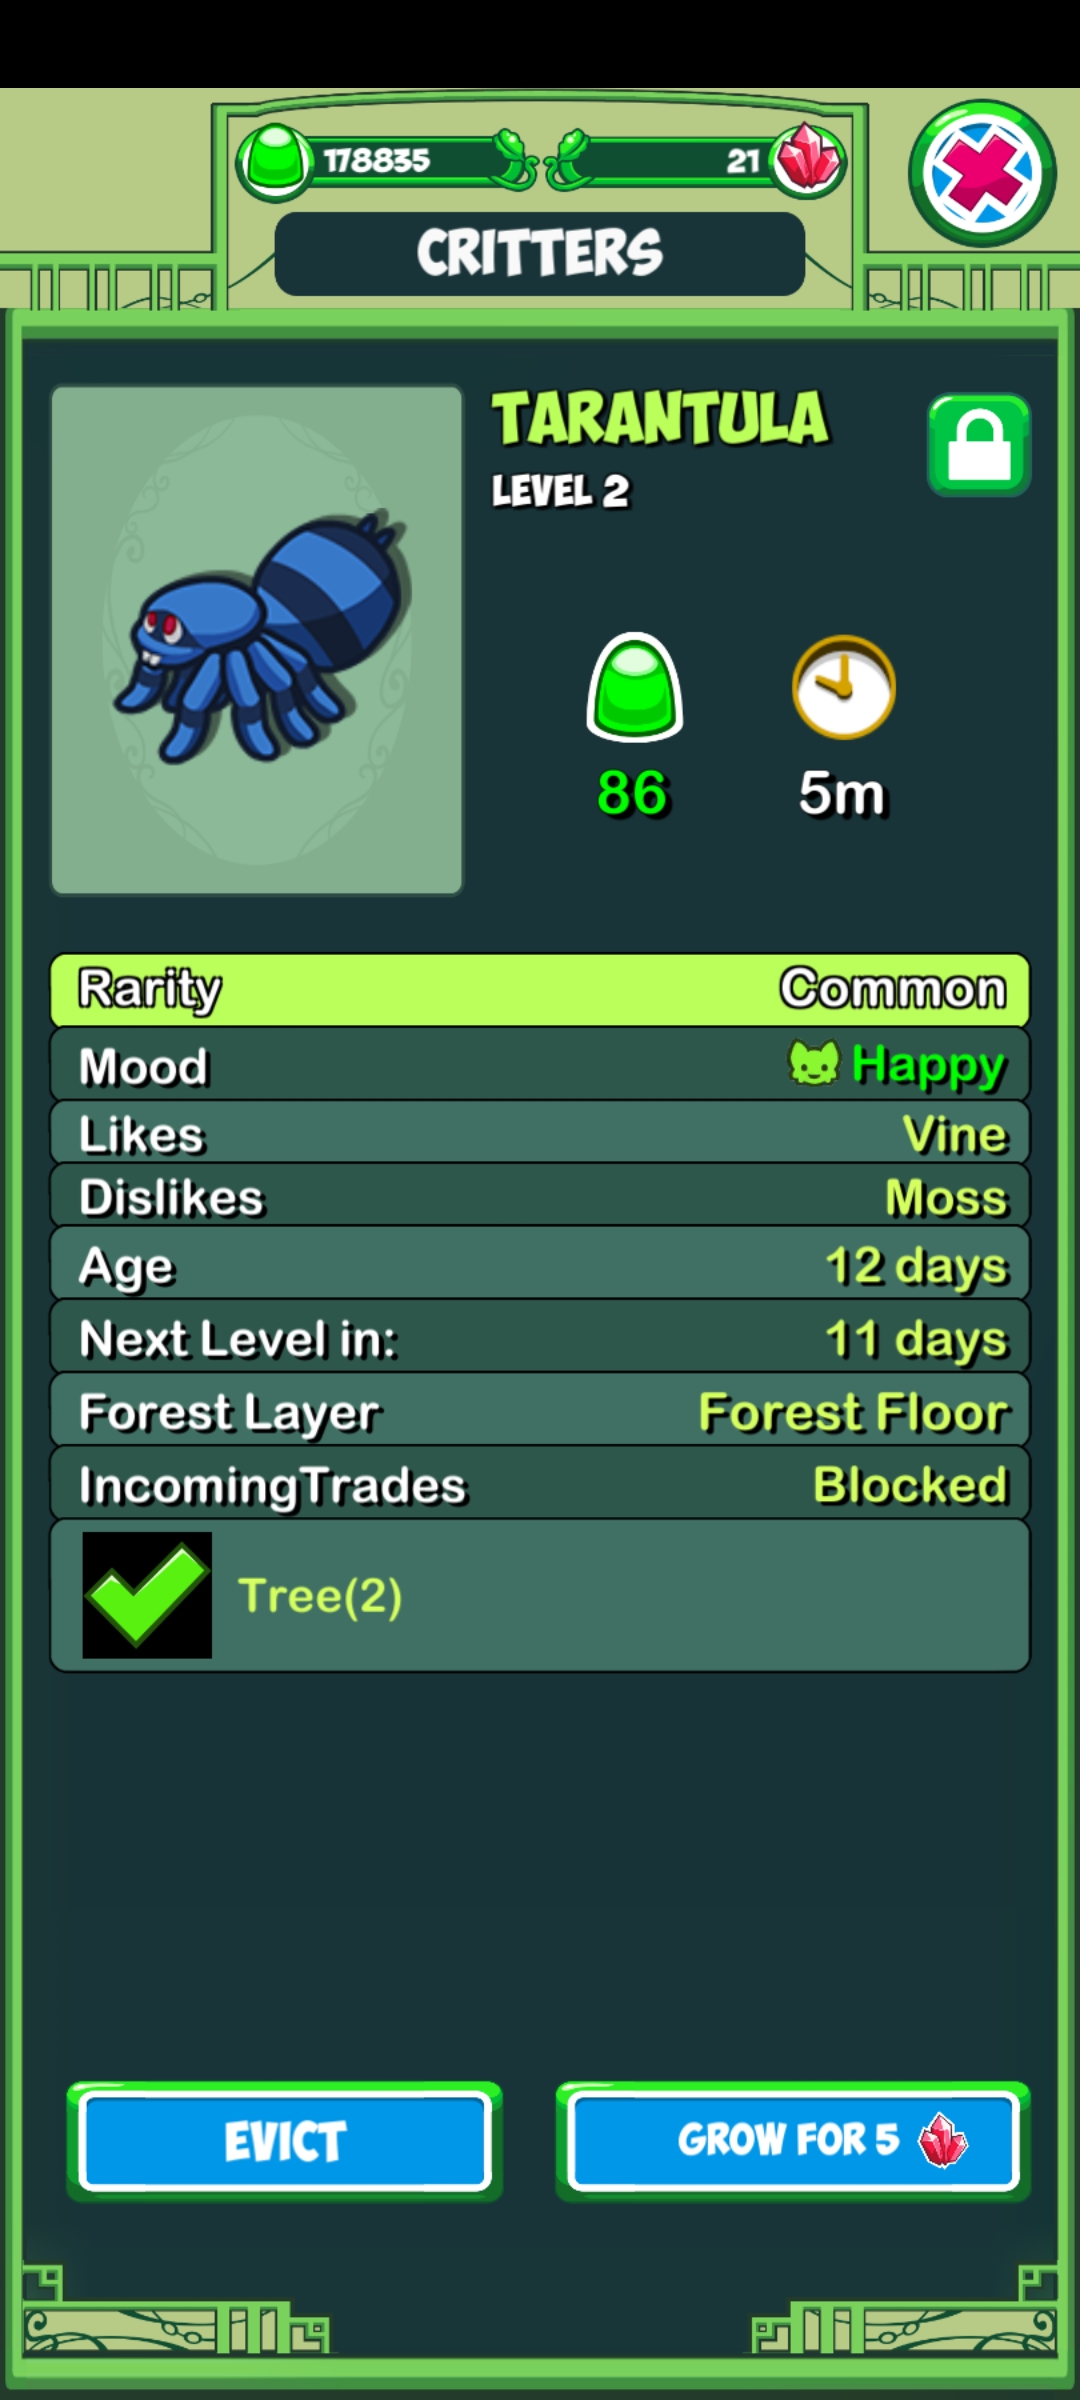 178835 21
CRITTERS
TARANTULA
LEVEL 2
86 5m
Rarity Common
Mood Happy
Likes Vine
Dislikes Moss
Age 12 days
Next Level in: 11 days
Forest Layer Forest Floor
IncomingTrades Blocked
Tree(2)
EVICT GROW FOR 5